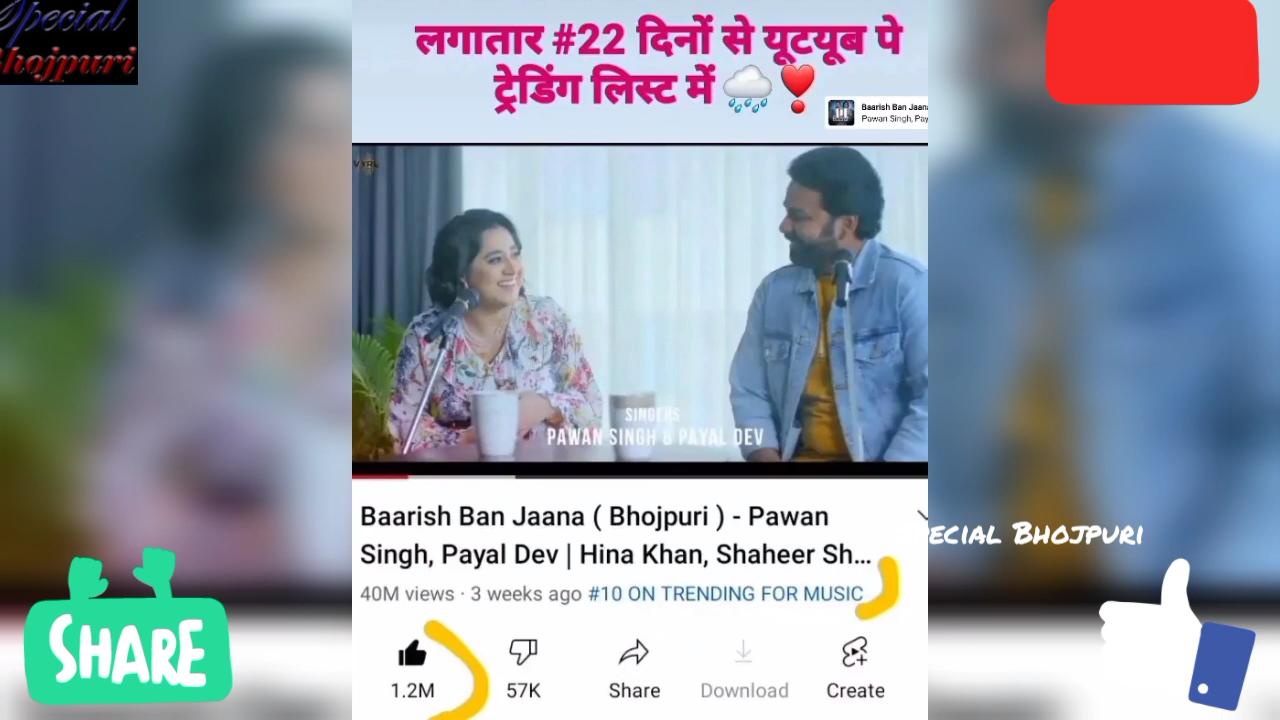 Special
Bhojpuri
लगातार #22 दिनों से यूटयूब पे
ट्रेडिंग लिस्ट में
Baarish Ban Jaana
Pawan Singh, Pay
VYRL
SINGERS
PAWAN SINGH & PAYAL DEV
Baarish Ban Jaana ( Bhojpuri ) - Pawan
Singh, Payal Dev | Hina Khan, Shaheer Sh...
40M views · 3 weeks ago #10 ON TRENDING FOR MUSIC
ECIAL BHOJPURI
1.2M 57K Share Download Create
SHARE